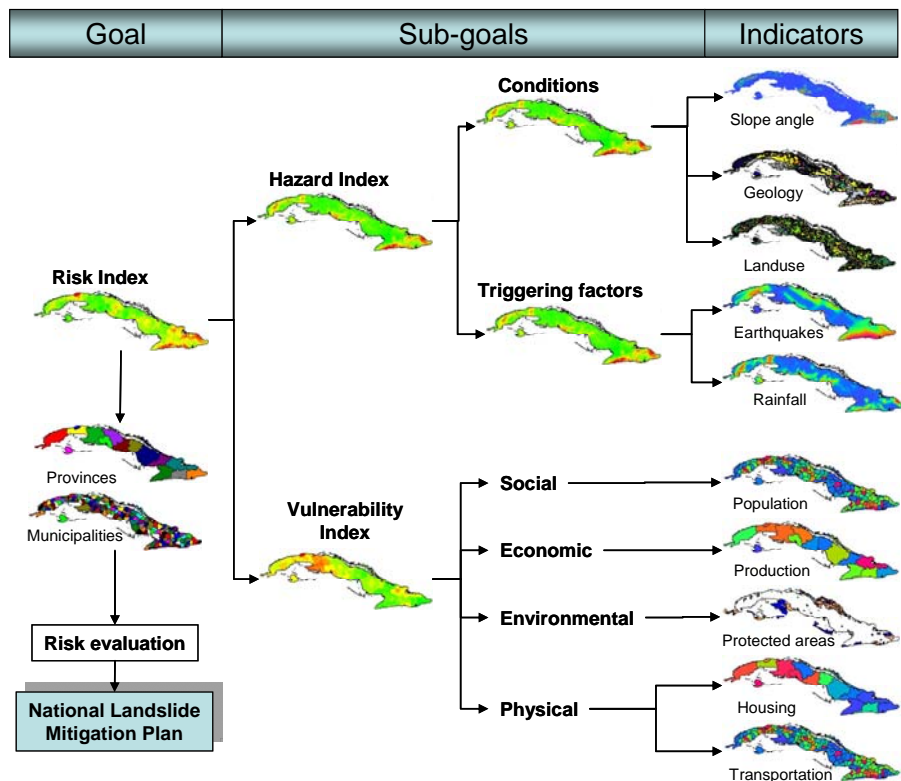 Goal
Sub-goals
Indicators
Conditions
Slope angle
Hazard Index
Geology
Landuse
Risk Index
Triggering factors
Earthquakes
Rainfall
Provinces
Municipalities
Vulnerability
Index
Social
Population
Economic
Production
Environmental
Protected areas
Physical
Housing
Transportation
Risk evaluation
National Landslide
Mitigation Plan